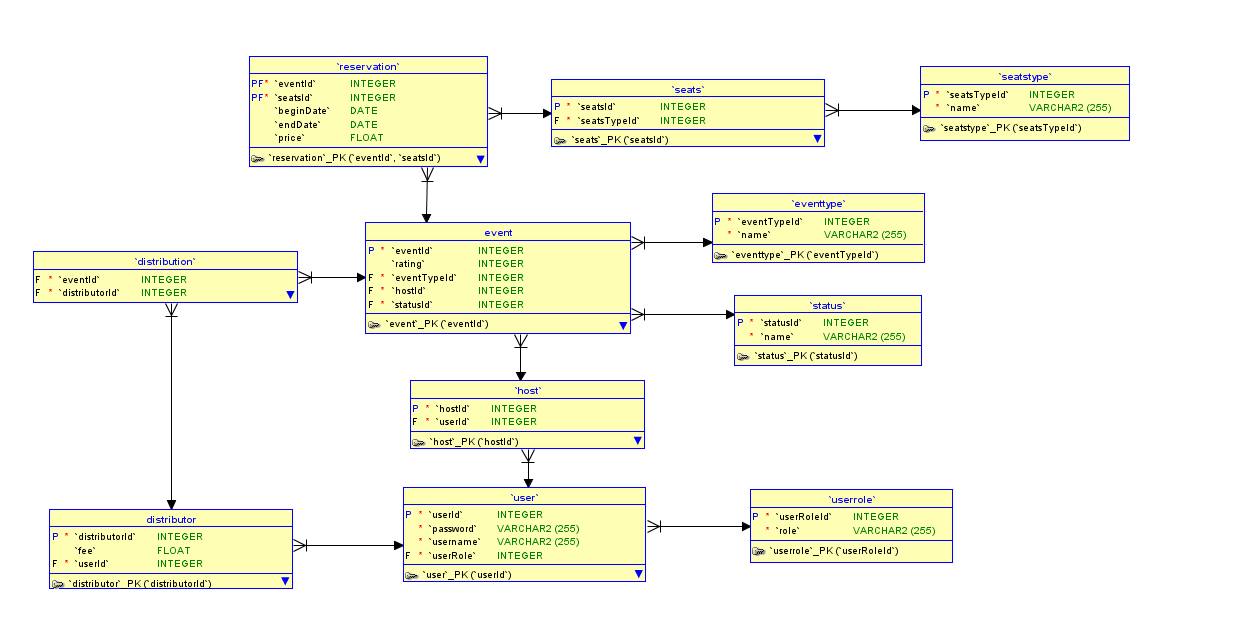 `reservation`
PF* `eventId` INTEGER
PF* `seatsId` INTEGER
`beginDate` DATE
`endDate` DATE
`price` FLOAT
`reservation`_PK (`eventId`, `seatsId`)
`seats`
P * `seatsId` INTEGER
F * `seatsTypeId` INTEGER
`seats`_PK (`seatsId`)
`seatstype`
P * `seatsTypeId` INTEGER
* `name` VARCHAR2 (255)
`seatstype`_PK (`seatsTypeId`)
`eventtype`
P * `eventTypeId` INTEGER
* `name` VARCHAR2 (255)
`eventtype`_PK (`eventTypeId`)
event
P * `eventId` INTEGER
`rating` INTEGER
F * `eventTypeId` INTEGER
F * `hostId` INTEGER
F * `statusId` INTEGER
`event`_PK (`eventId`)
`distribution`
F * `eventId` INTEGER
F * `distributorId` INTEGER
`status`
P * `statusId` INTEGER
* `name` VARCHAR2 (255)
`status`_PK (`statusId`)
`host`
P * `hostId` INTEGER
F * `userId` INTEGER
`host`_PK (`hostId`)
`user`
P * `userId` INTEGER
* `password` VARCHAR2 (255)
* `username` VARCHAR2 (255)
F * `userRole` INTEGER
`user`_PK (`userId`)
`userrole`
P * `userRoleId` INTEGER
* `role` VARCHAR2 (255)
`userrole`_PK (`userRoleId`)
distributor
P * `distributorId` INTEGER
`fee` FLOAT
F * `userId` INTEGER
`distributor`_PK (`distributorId`)